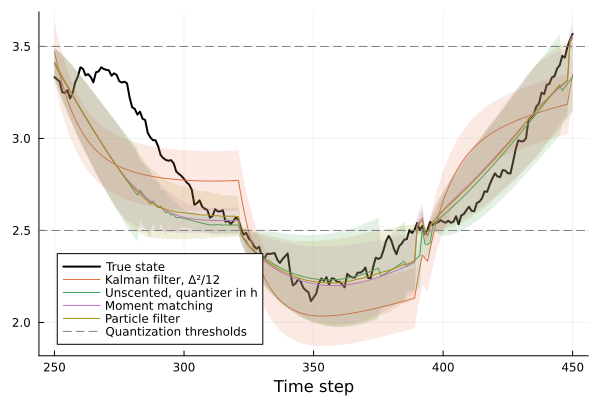 3.5
3.0
2.5
2.0
True state
Kalman filter, Δ²/12
Unscented, quantizer in h
Moment matching
Particle filter
Quantization thresholds
250
300
350
400
450
Time step